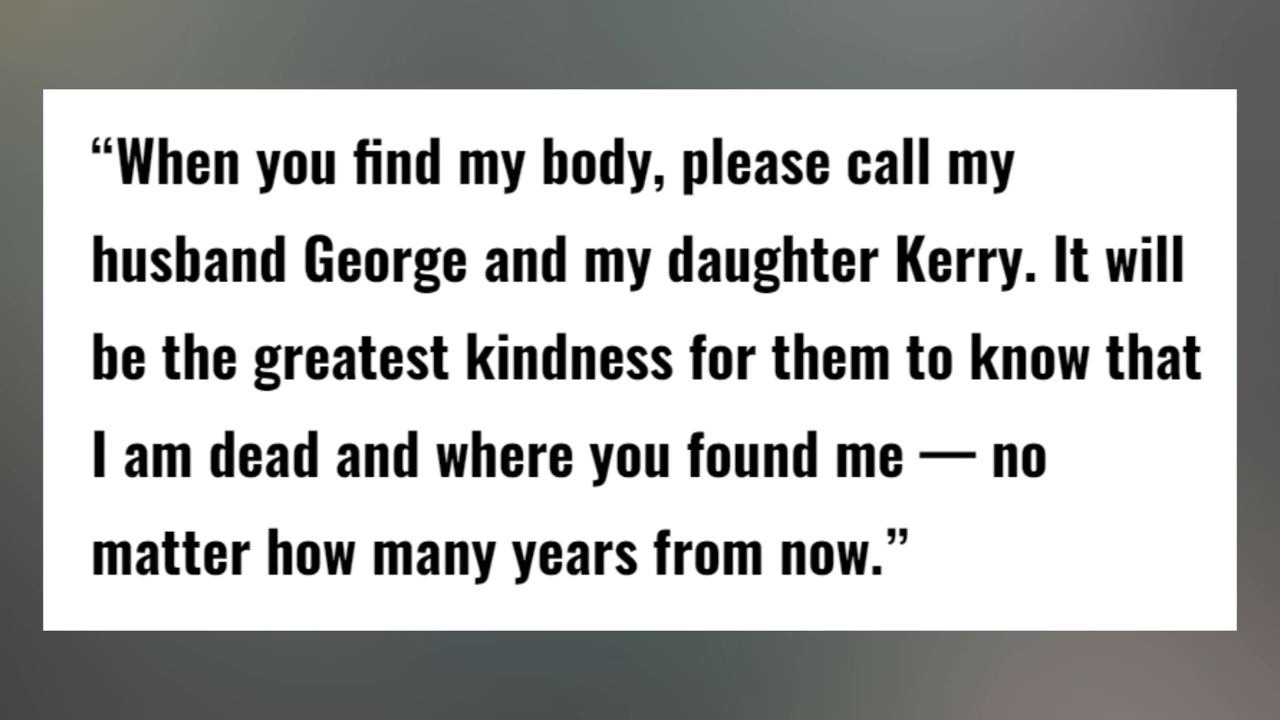 “When you find my body, please call my
husband George and my daughter Kerry. It will
be the greatest kindness for them to know that
I am dead and where you found me — no
matter how many years from now.”